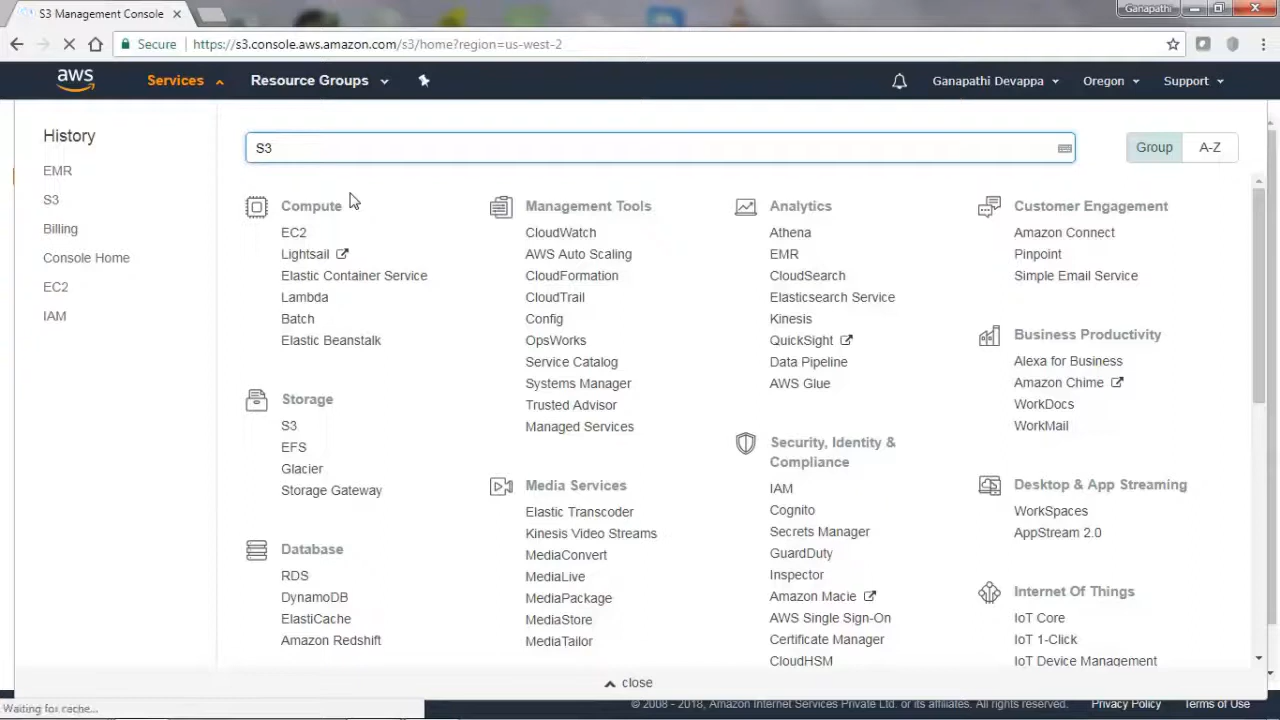 S3 Management Console
Ganapathi
Secure
https://s3.console.aws.amazon.com/s3/home?region=us-west-2
aws
Services
Resource Groups
Ganapathi Devappa
Oregon
Support
History
EMR
S3
Billing
Console Home
EC2
IAM
S3
Group
A-Z
Compute
EC2
Lightsail
Elastic Container Service
Lambda
Batch
Elastic Beanstalk
Storage
S3
EFS
Glacier
Storage Gateway
Database
RDS
DynamoDB
ElastiCache
Amazon Redshift
Management Tools
CloudWatch
AWS Auto Scaling
CloudFormation
CloudTrail
Config
OpsWorks
Service Catalog
Systems Manager
Trusted Advisor
Managed Services
Media Services
Elastic Transcoder
Kinesis Video Streams
MediaConvert
MediaLive
MediaPackage
MediaStore
MediaTailor
Analytics
Athena
EMR
CloudSearch
Elasticsearch Service
Kinesis
QuickSight
Data Pipeline
AWS Glue
Security, Identity &
Compliance
IAM
Cognito
Secrets Manager
GuardDuty
Inspector
Amazon Macie
AWS Single Sign-On
Certificate Manager
CloudHSM
Customer Engagement
Amazon Connect
Pinpoint
Simple Email Service
Business Productivity
Alexa for Business
Amazon Chime
WorkDocs
WorkMail
Desktop & App Streaming
WorkSpaces
AppStream 2.0
Internet Of Things
IoT Core
IoT 1-Click
IoT Device Management
close
Waiting for cache...
© 2008 - 2018, Amazon Internet Services Private Ltd. or its affiliates. All rights reserved.
Privacy Policy
Terms of Use